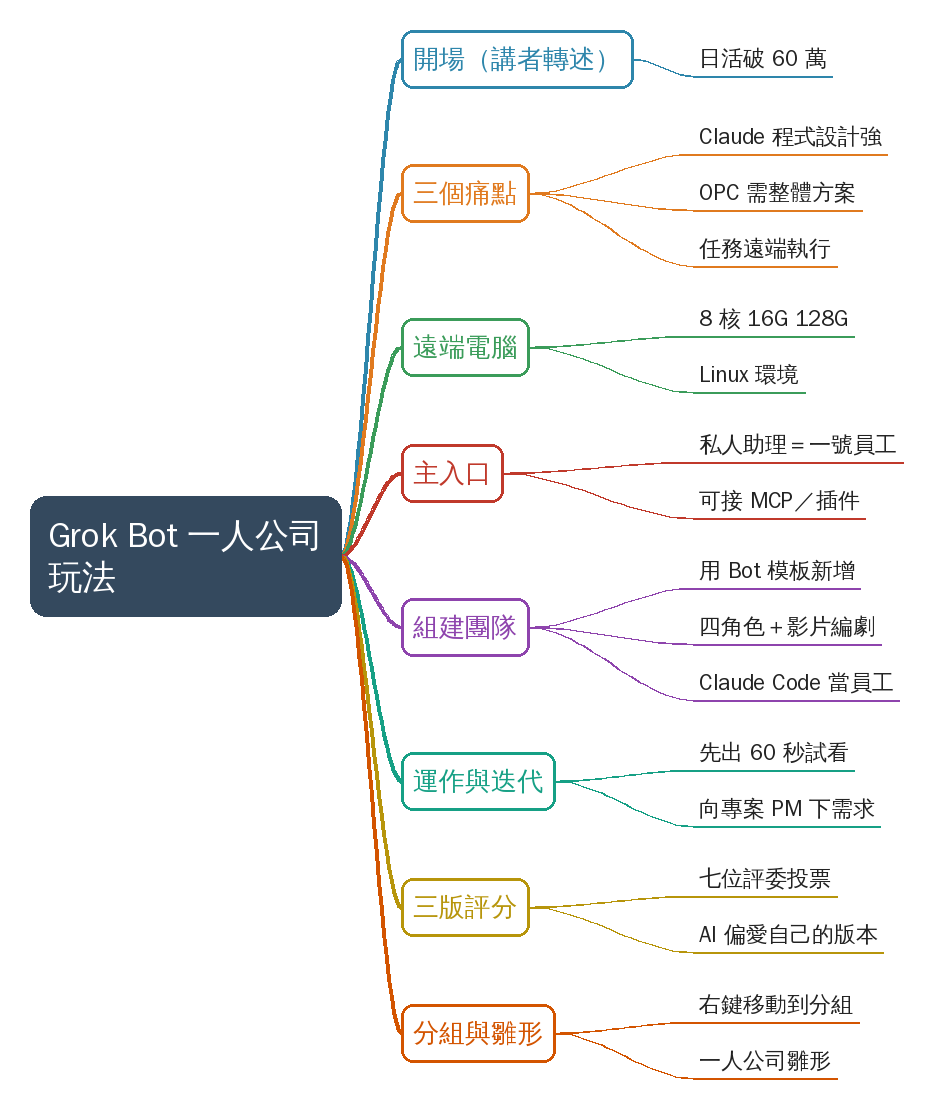 Grok Bot 一人公司
玩法
開場（講者轉述）
日活破 60 萬
三個痛點
Claude 程式設計強
OPC 需整體方案
任務遠端執行
遠端電腦
8 核 16G 128G
Linux 環境
主入口
私人助理＝一號員工
可接 MCP／插件
組建團隊
用 Bot 模板新增
四角色＋影片編劇
Claude Code 當員工
運作與迭代
先出 60 秒試看
向專案 PM 下需求
三版評分
七位評委投票
AI 偏愛自己的版本
分組與雛形
右鍵移動到分組
一人公司雛形